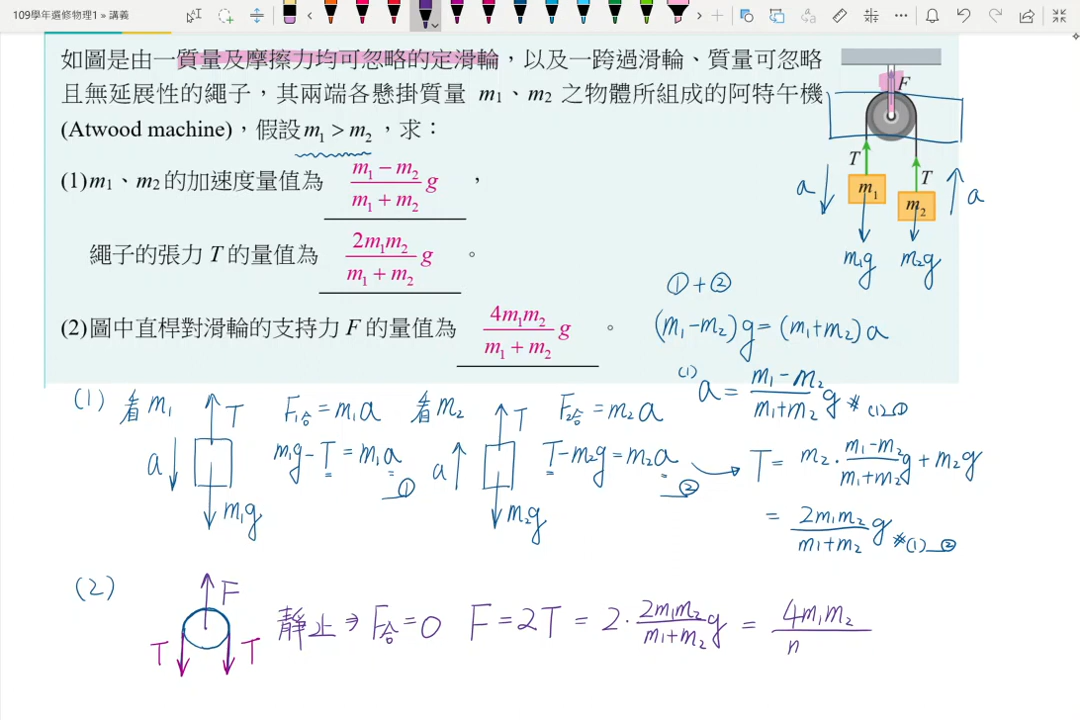 109學年選修物理1 » 講義
如圖是由一質量及摩擦力均可忽略的定滑輪，以及一跨過滑輪、質量可忽略
且無延展性的繩子，其兩端各懸掛質量 m₁、m₂ 之物體所組成的阿特午機
(Atwood machine)，假設 m₁ > m₂，求：
(1) m₁、m₂ 的加速度量值為 (m₁ − m₂)/(m₁ + m₂) g ，
繩子的張力 T 的量值為 2m₁m₂/(m₁ + m₂) g 。
(2)圖中直桿對滑輪的支持力 F 的量值為 4m₁m₂/(m₁ + m₂) g 。
F
T
T
a
m₁
m₂
a
m₁g
m₂g
①+②
(m₁−m₂)g=(m₁+m₂)a
(1) a = (m₁−m₂)/(m₁+m₂) g ※(1)①
(1) 看m₁
T
a
m₁g
F合=m₁a
m₁g−T=m₁a
①
看m₂
T
a
m₂g
F合=m₂a
T−m₂g=m₂a
②
T= m₂·(m₁−m₂)/(m₁+m₂) g+m₂g
= 2m₁m₂/(m₁+m₂) g ※(1)②
(2)
F
T
T
靜止 ⇒ F合=0 F=2T = 2·2m₁m₂/(m₁+m₂) g = 4m₁m₂/n